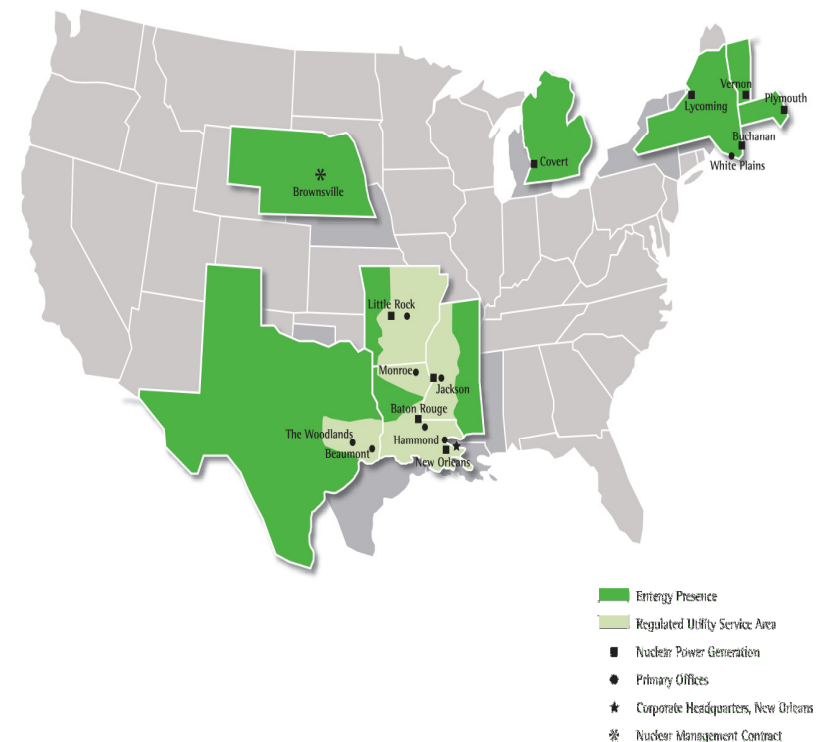 Vernon
Plymouth
Lycoming
Buchanan
White Plains
Covert
Brownsville
Little Rock
Monroe
Jackson
Baton Rouge
The Woodlands
Hammond
Beaumont
New Orleans
Entergy Presence
Regulated Utility Service Area
Nuclear Power Generation
Primary Offices
Corporate Headquarters, New Orleans
Nuclear Management Contract